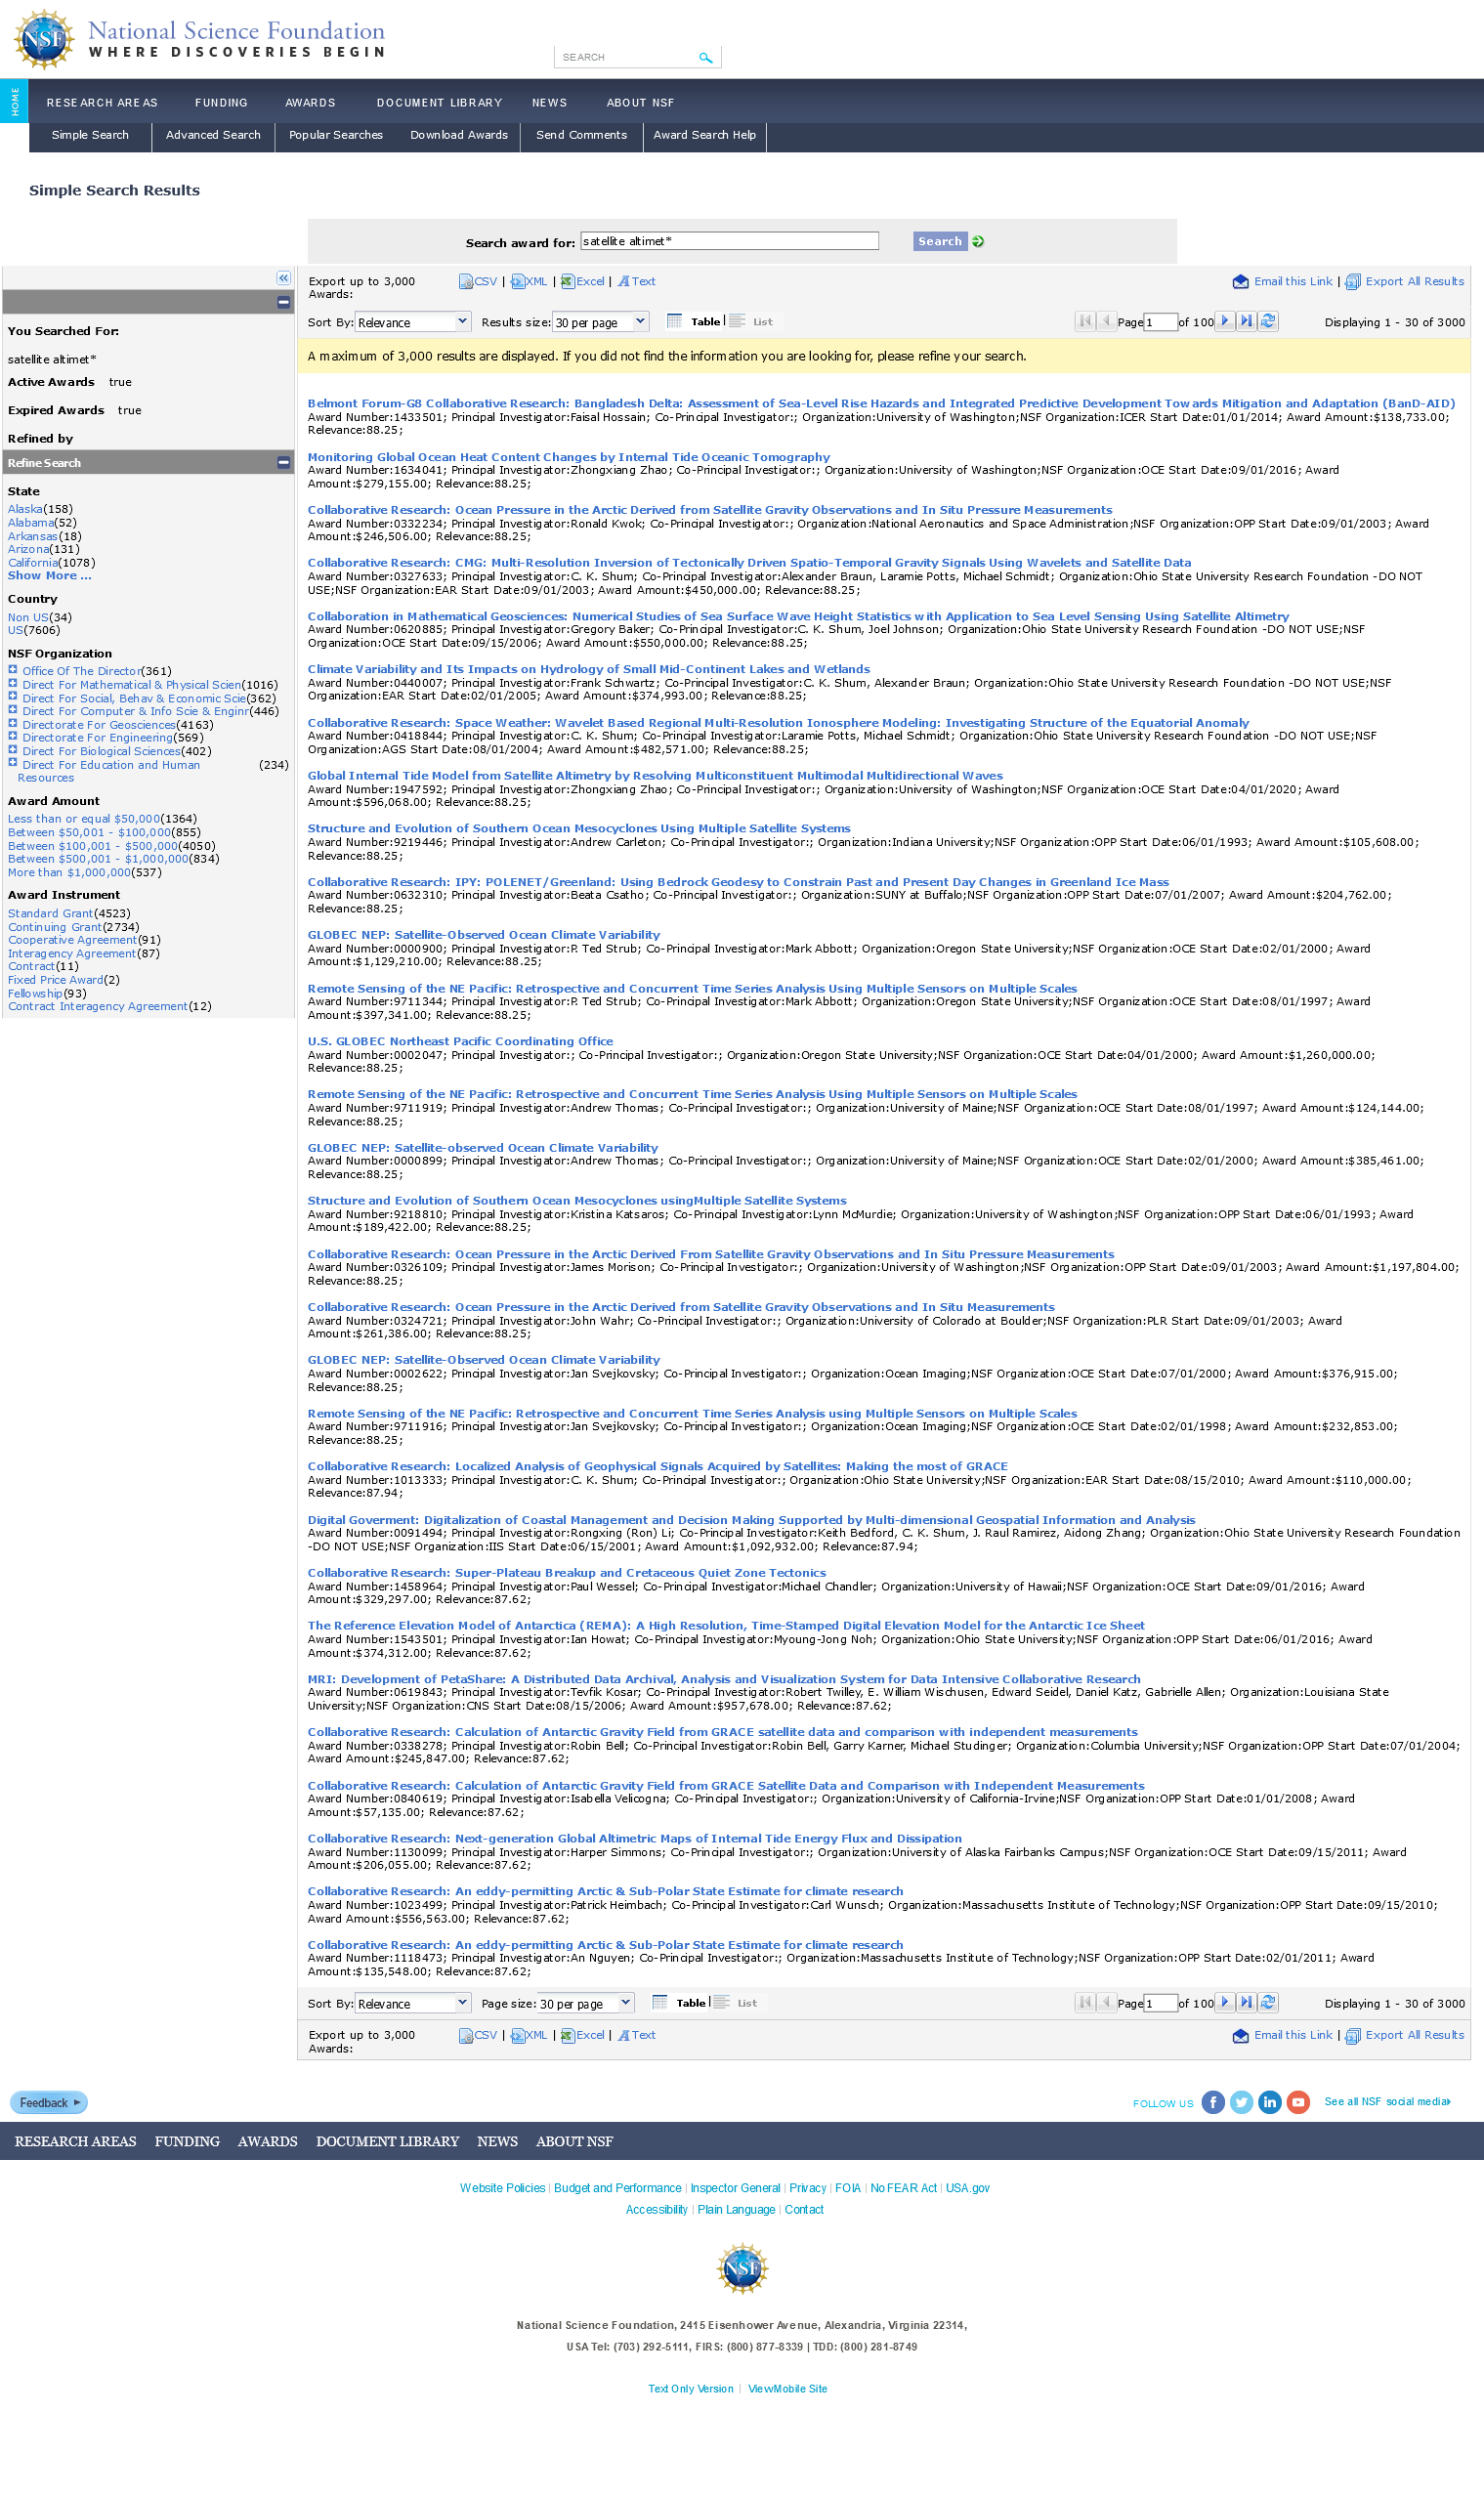 National Science Foundation
WHERE DISCOVERIES BEGIN
SEARCH
HOME
RESEARCH AREAS FUNDING AWARDS DOCUMENT LIBRARY NEWS ABOUT NSF
Simple Search Advanced Search Popular Searches Download Awards Send Comments Award Search Help
Simple Search Results
Search award for: satellite altimet* Search
You Searched For:
satellite altimet*
Active Awards true
Expired Awards true
Refined by
Refine Search
State
Alaska(158)
Alabama(52)
Arkansas(18)
Arizona(131)
California(1078)
Show More ...
Country
Non US(34)
US(7606)
NSF Organization
Office Of The Director(361)
Direct For Mathematical & Physical Scien(1016)
Direct For Social, Behav & Economic Scie(362)
Direct For Computer & Info Scie & Enginr(446)
Directorate For Geosciences(4163)
Directorate For Engineering(569)
Direct For Biological Sciences(402)
Direct For Education and Human (234)
Resources
Award Amount
Less than or equal $50,000(1364)
Between $50,001 - $100,000(855)
Between $100,001 - $500,000(4050)
Between $500,001 - $1,000,000(834)
More than $1,000,000(537)
Award Instrument
Standard Grant(4523)
Continuing Grant(2734)
Cooperative Agreement(91)
Interagency Agreement(87)
Contract(11)
Fixed Price Award(2)
Fellowship(93)
Contract Interagency Agreement(12)
Export up to 3,000 CSV | XML | Excel | Text Email this Link | Export All Results
Awards:
Sort By: Relevance Results size: 30 per page Table | List Page 1 of 100 Displaying 1 - 30 of 3000
A maximum of 3,000 results are displayed. If you did not find the information you are looking for, please refine your search.
Belmont Forum-G8 Collaborative Research: Bangladesh Delta: Assessment of Sea-Level Rise Hazards and Integrated Predictive Development Towards Mitigation and Adaptation (BanD-AID)
Award Number:1433501; Principal Investigator:Faisal Hossain; Co-Principal Investigator:; Organization:University of Washington;NSF Organization:ICER Start Date:01/01/2014; Award Amount:$138,733.00;
Relevance:88.25;
Monitoring Global Ocean Heat Content Changes by Internal Tide Oceanic Tomography
Award Number:1634041; Principal Investigator:Zhongxiang Zhao; Co-Principal Investigator:; Organization:University of Washington;NSF Organization:OCE Start Date:09/01/2016; Award
Amount:$279,155.00; Relevance:88.25;
Collaborative Research: Ocean Pressure in the Arctic Derived from Satellite Gravity Observations and In Situ Pressure Measurements
Award Number:0332234; Principal Investigator:Ronald Kwok; Co-Principal Investigator:; Organization:National Aeronautics and Space Administration;NSF Organization:OPP Start Date:09/01/2003; Award
Amount:$246,506.00; Relevance:88.25;
Collaborative Research: CMG: Multi-Resolution Inversion of Tectonically Driven Spatio-Temporal Gravity Signals Using Wavelets and Satellite Data
Award Number:0327633; Principal Investigator:C. K. Shum; Co-Principal Investigator:Alexander Braun, Laramie Potts, Michael Schmidt; Organization:Ohio State University Research Foundation -DO NOT
USE;NSF Organization:EAR Start Date:09/01/2003; Award Amount:$450,000.00; Relevance:88.25;
Collaboration in Mathematical Geosciences: Numerical Studies of Sea Surface Wave Height Statistics with Application to Sea Level Sensing Using Satellite Altimetry
Award Number:0620885; Principal Investigator:Gregory Baker; Co-Principal Investigator:C. K. Shum, Joel Johnson; Organization:Ohio State University Research Foundation -DO NOT USE;NSF
Organization:OCE Start Date:09/15/2006; Award Amount:$550,000.00; Relevance:88.25;
Climate Variability and Its Impacts on Hydrology of Small Mid-Continent Lakes and Wetlands
Award Number:0440007; Principal Investigator:Frank Schwartz; Co-Principal Investigator:C. K. Shum, Alexander Braun; Organization:Ohio State University Research Foundation -DO NOT USE;NSF
Organization:EAR Start Date:02/01/2005; Award Amount:$374,993.00; Relevance:88.25;
Collaborative Research: Space Weather: Wavelet Based Regional Multi-Resolution Ionosphere Modeling: Investigating Structure of the Equatorial Anomaly
Award Number:0418844; Principal Investigator:C. K. Shum; Co-Principal Investigator:Laramie Potts, Michael Schmidt; Organization:Ohio State University Research Foundation -DO NOT USE;NSF
Organization:AGS Start Date:08/01/2004; Award Amount:$482,571.00; Relevance:88.25;
Global Internal Tide Model from Satellite Altimetry by Resolving Multiconstituent Multimodal Multidirectional Waves
Award Number:1947592; Principal Investigator:Zhongxiang Zhao; Co-Principal Investigator:; Organization:University of Washington;NSF Organization:OCE Start Date:04/01/2020; Award
Amount:$596,068.00; Relevance:88.25;
Structure and Evolution of Southern Ocean Mesocyclones Using Multiple Satellite Systems
Award Number:9219446; Principal Investigator:Andrew Carleton; Co-Principal Investigator:; Organization:Indiana University;NSF Organization:OPP Start Date:06/01/1993; Award Amount:$105,608.00;
Relevance:88.25;
Collaborative Research: IPY: POLENET/Greenland: Using Bedrock Geodesy to Constrain Past and Present Day Changes in Greenland Ice Mass
Award Number:0632310; Principal Investigator:Beata Csatho; Co-Principal Investigator:; Organization:SUNY at Buffalo;NSF Organization:OPP Start Date:07/01/2007; Award Amount:$204,762.00;
Relevance:88.25;
GLOBEC NEP: Satellite-Observed Ocean Climate Variability
Award Number:0000900; Principal Investigator:P. Ted Strub; Co-Principal Investigator:Mark Abbott; Organization:Oregon State University;NSF Organization:OCE Start Date:02/01/2000; Award
Amount:$1,129,210.00; Relevance:88.25;
Remote Sensing of the NE Pacific: Retrospective and Concurrent Time Series Analysis Using Multiple Sensors on Multiple Scales
Award Number:9711344; Principal Investigator:P. Ted Strub; Co-Principal Investigator:Mark Abbott; Organization:Oregon State University;NSF Organization:OCE Start Date:08/01/1997; Award
Amount:$397,341.00; Relevance:88.25;
U.S. GLOBEC Northeast Pacific Coordinating Office
Award Number:0002047; Principal Investigator:; Co-Principal Investigator:; Organization:Oregon State University;NSF Organization:OCE Start Date:04/01/2000; Award Amount:$1,260,000.00;
Relevance:88.25;
Remote Sensing of the NE Pacific: Retrospective and Concurrent Time Series Analysis Using Multiple Sensors on Multiple Scales
Award Number:9711919; Principal Investigator:Andrew Thomas; Co-Principal Investigator:; Organization:University of Maine;NSF Organization:OCE Start Date:08/01/1997; Award Amount:$124,144.00;
Relevance:88.25;
GLOBEC NEP: Satellite-observed Ocean Climate Variability
Award Number:0000899; Principal Investigator:Andrew Thomas; Co-Principal Investigator:; Organization:University of Maine;NSF Organization:OCE Start Date:02/01/2000; Award Amount:$385,461.00;
Relevance:88.25;
Structure and Evolution of Southern Ocean Mesocyclones usingMultiple Satellite Systems
Award Number:9218810; Principal Investigator:Kristina Katsaros; Co-Principal Investigator:Lynn McMurdie; Organization:University of Washington;NSF Organization:OPP Start Date:06/01/1993; Award
Amount:$189,422.00; Relevance:88.25;
Collaborative Research: Ocean Pressure in the Arctic Derived From Satellite Gravity Observations and In Situ Pressure Measurements
Award Number:0326109; Principal Investigator:James Morison; Co-Principal Investigator:; Organization:University of Washington;NSF Organization:OPP Start Date:09/01/2003; Award Amount:$1,197,804.00;
Relevance:88.25;
Collaborative Research: Ocean Pressure in the Arctic Derived from Satellite Gravity Observations and In Situ Measurements
Award Number:0324721; Principal Investigator:John Wahr; Co-Principal Investigator:; Organization:University of Colorado at Boulder;NSF Organization:PLR Start Date:09/01/2003; Award
Amount:$261,386.00; Relevance:88.25;
GLOBEC NEP: Satellite-Observed Ocean Climate Variability
Award Number:0002622; Principal Investigator:Jan Svejkovsky; Co-Principal Investigator:; Organization:Ocean Imaging;NSF Organization:OCE Start Date:07/01/2000; Award Amount:$376,915.00;
Relevance:88.25;
Remote Sensing of the NE Pacific: Retrospective and Concurrent Time Series Analysis using Multiple Sensors on Multiple Scales
Award Number:9711916; Principal Investigator:Jan Svejkovsky; Co-Principal Investigator:; Organization:Ocean Imaging;NSF Organization:OCE Start Date:02/01/1998; Award Amount:$232,853.00;
Relevance:88.25;
Collaborative Research: Localized Analysis of Geophysical Signals Acquired by Satellites: Making the most of GRACE
Award Number:1013333; Principal Investigator:C. K. Shum; Co-Principal Investigator:; Organization:Ohio State University;NSF Organization:EAR Start Date:08/15/2010; Award Amount:$110,000.00;
Relevance:87.94;
Digital Goverment: Digitalization of Coastal Management and Decision Making Supported by Multi-dimensional Geospatial Information and Analysis
Award Number:0091494; Principal Investigator:Rongxing (Ron) Li; Co-Principal Investigator:Keith Bedford, C. K. Shum, J. Raul Ramirez, Aidong Zhang; Organization:Ohio State University Research Foundation
-DO NOT USE;NSF Organization:IIS Start Date:06/15/2001; Award Amount:$1,092,932.00; Relevance:87.94;
Collaborative Research: Super-Plateau Breakup and Cretaceous Quiet Zone Tectonics
Award Number:1458964; Principal Investigator:Paul Wessel; Co-Principal Investigator:Michael Chandler; Organization:University of Hawaii;NSF Organization:OCE Start Date:09/01/2016; Award
Amount:$329,297.00; Relevance:87.62;
The Reference Elevation Model of Antarctica (REMA): A High Resolution, Time-Stamped Digital Elevation Model for the Antarctic Ice Sheet
Award Number:1543501; Principal Investigator:Ian Howat; Co-Principal Investigator:Myoung-Jong Noh; Organization:Ohio State University;NSF Organization:OPP Start Date:06/01/2016; Award
Amount:$374,312.00; Relevance:87.62;
MRI: Development of PetaShare: A Distributed Data Archival, Analysis and Visualization System for Data Intensive Collaborative Research
Award Number:0619843; Principal Investigator:Tevfik Kosar; Co-Principal Investigator:Robert Twilley, E. William Wischusen, Edward Seidel, Daniel Katz, Gabrielle Allen; Organization:Louisiana State
University;NSF Organization:CNS Start Date:08/15/2006; Award Amount:$957,678.00; Relevance:87.62;
Collaborative Research: Calculation of Antarctic Gravity Field from GRACE satellite data and comparison with independent measurements
Award Number:0338278; Principal Investigator:Robin Bell; Co-Principal Investigator:Robin Bell, Garry Karner, Michael Studinger; Organization:Columbia University;NSF Organization:OPP Start Date:07/01/2004;
Award Amount:$245,847.00; Relevance:87.62;
Collaborative Research: Calculation of Antarctic Gravity Field from GRACE Satellite Data and Comparison with Independent Measurements
Award Number:0840619; Principal Investigator:Isabella Velicogna; Co-Principal Investigator:; Organization:University of California-Irvine;NSF Organization:OPP Start Date:01/01/2008; Award
Amount:$57,135.00; Relevance:87.62;
Collaborative Research: Next-generation Global Altimetric Maps of Internal Tide Energy Flux and Dissipation
Award Number:1130099; Principal Investigator:Harper Simmons; Co-Principal Investigator:; Organization:University of Alaska Fairbanks Campus;NSF Organization:OCE Start Date:09/15/2011; Award
Amount:$206,055.00; Relevance:87.62;
Collaborative Research: An eddy-permitting Arctic & Sub-Polar State Estimate for climate research
Award Number:1023499; Principal Investigator:Patrick Heimbach; Co-Principal Investigator:Carl Wunsch; Organization:Massachusetts Institute of Technology;NSF Organization:OPP Start Date:09/15/2010;
Award Amount:$556,563.00; Relevance:87.62;
Collaborative Research: An eddy-permitting Arctic & Sub-Polar State Estimate for climate research
Award Number:1118473; Principal Investigator:An Nguyen; Co-Principal Investigator:; Organization:Massachusetts Institute of Technology;NSF Organization:OPP Start Date:02/01/2011; Award
Amount:$135,548.00; Relevance:87.62;
Sort By: Relevance Page size: 30 per page Table | List Page 1 of 100 Displaying 1 - 30 of 3000
Export up to 3,000 CSV | XML | Excel | Text Email this Link | Export All Results
Awards:
Feedback FOLLOW US See all NSF social media
RESEARCH AREAS FUNDING AWARDS DOCUMENT LIBRARY NEWS ABOUT NSF
Website Policies | Budget and Performance | Inspector General | Privacy | FOIA | No FEAR Act | USA.gov
Accessibility | Plain Language | Contact
NSF
National Science Foundation, 2415 Eisenhower Avenue, Alexandria, Virginia 22314,
USA Tel: (703) 292-5111, FIRS: (800) 877-8339 | TDD: (800) 281-8749
Text Only Version | View Mobile Site